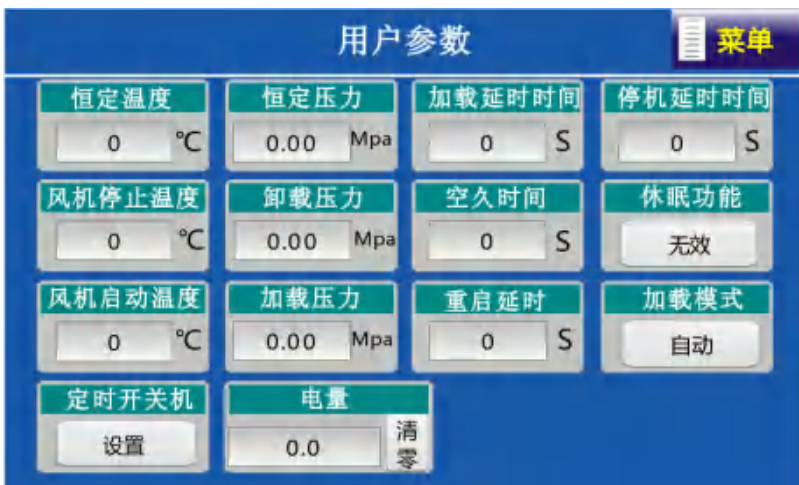 用户参数
菜单
恒定温度
0 ℃
恒定压力
0.00 Mpa
加载延时时间
0 S
停机延时时间
0 S
风机停止温度
0 ℃
卸载压力
0.00 Mpa
空久时间
0 S
休眠功能
无效
风机启动温度
0 ℃
加载压力
0.00 Mpa
重启延时
0 S
加载模式
自动
定时开关机
设置
电量
0.0
清
零